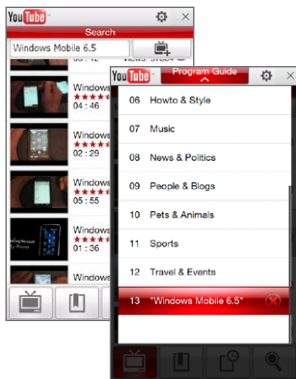 YouTube
Search
Windows Mobile 6.5
Windows
04 : 46
Windows
02 : 29
Windows
05 : 55
Windows
01 : 36
Windows
YouTube
Program Guide
06 Howto & Style
07 Music
08 News & Politics
09 People & Blogs
10 Pets & Animals
11 Sports
12 Travel & Events
13 "Windows Mobile 6.5"